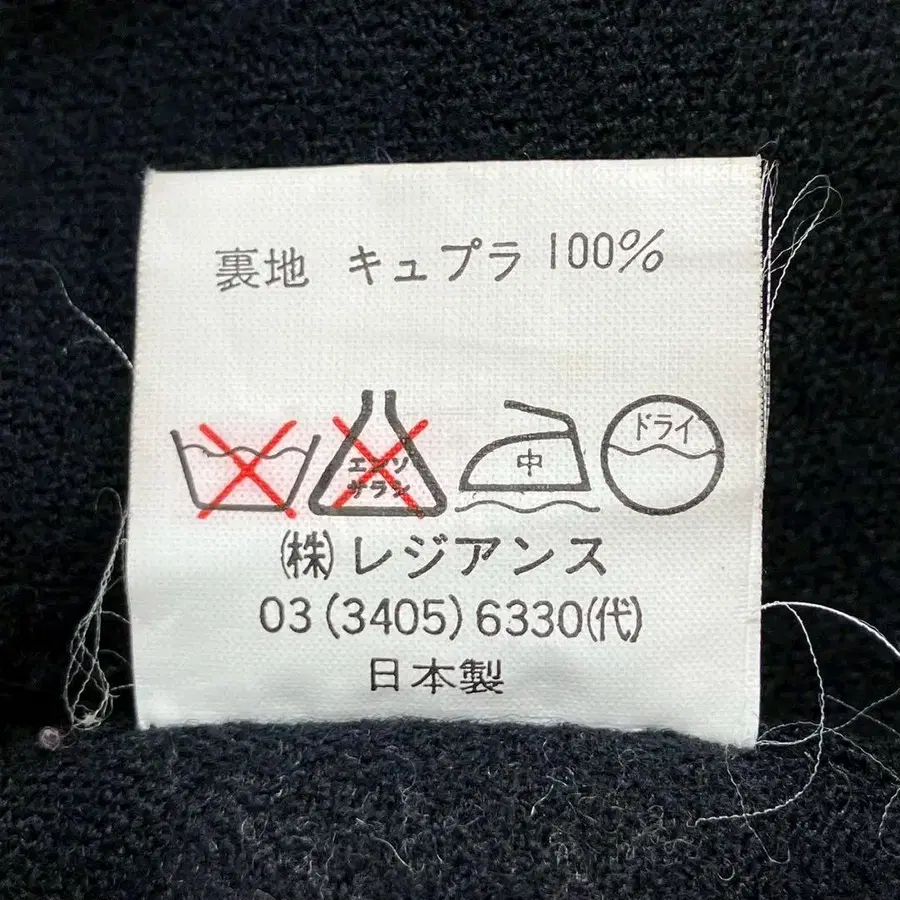 裏地 キュプラ 100%
エンソ
サラシ
中
ドライ
(株)レジアンス
03(3405)6330(代)
日本製